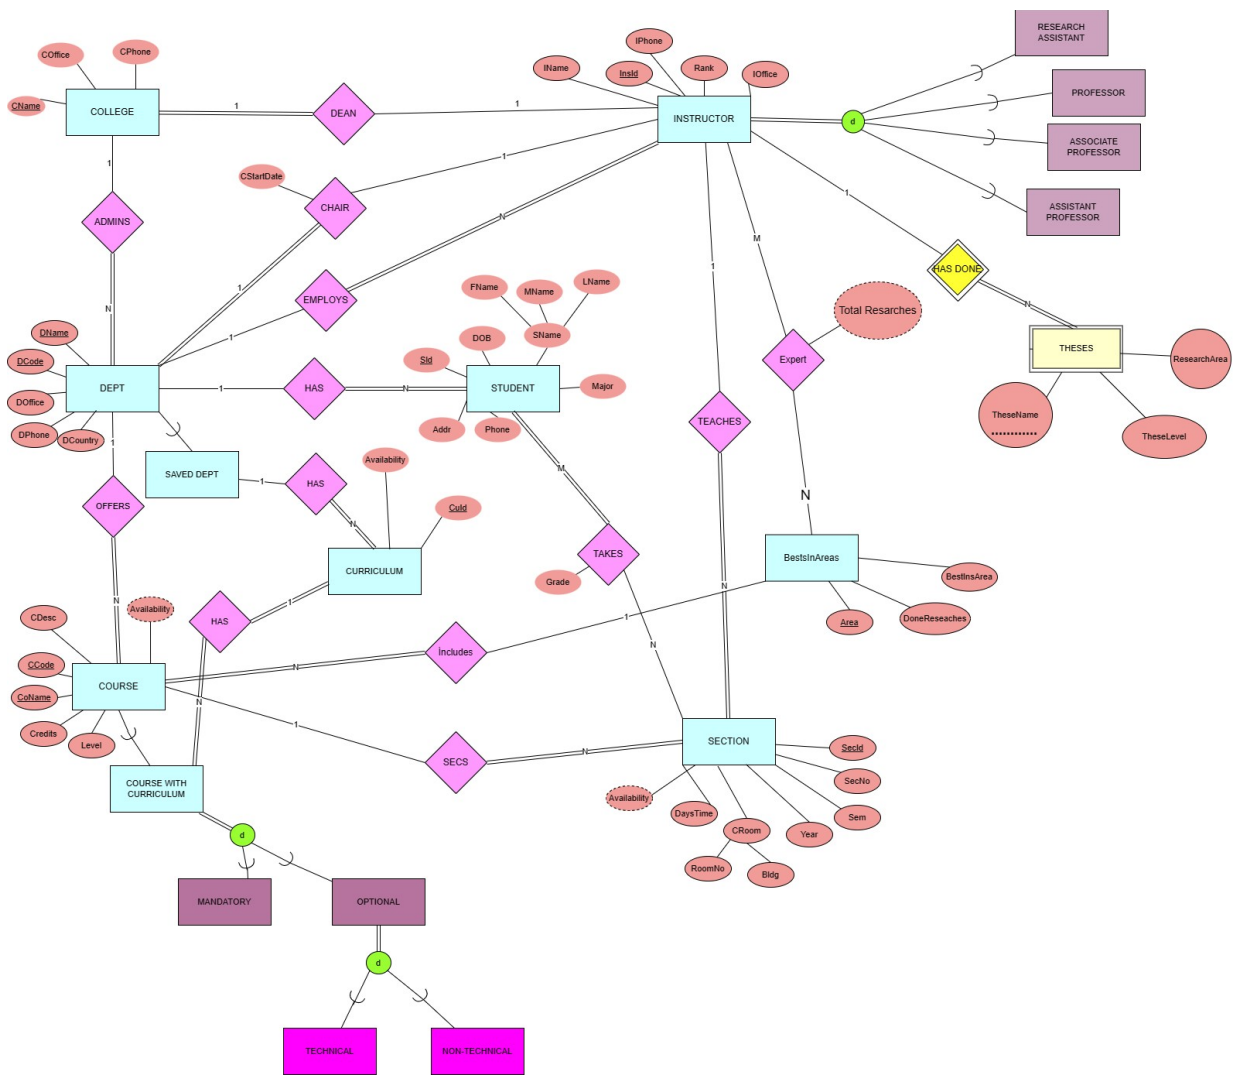 RESEARCH
ASSISTANT
IPhone
COffice
CPhone
IName
InsId
Rank
IOffice
PROFESSOR
CName
COLLEGE
1
DEAN
1
INSTRUCTOR
d
ASSOCIATE
PROFESSOR
1
1
CStartDate
CHAIR
1
ASSISTANT
PROFESSOR
ADMINS
N
M
1
HAS DONE
1
EMPLOYS
FName
MName
LName
N
N
1
Total Resarches
DName
DOB
SName
1
DCode
SId
Expert
THESES
ResearchArea
DEPT
1
HAS
N
STUDENT
Major
DOffice
TheseName
............
DPhone
DCountry
Addr
Phone
TEACHES
TheseLevel
1
Availability
SAVED DEPT
1
HAS
M
OFFERS
CuId
N
N
TAKES
BestsInAreas
CURRICULUM
Grade
BestInsArea
N
N
Availability
1
CDesc
HAS
1
Area
DoneReseaches
CCode
N
Includes
N
COURSE
CoName
N
1
Credits
Level
SECS
N
SECTION
SecId
COURSE WITH
CURRICULUM
SecNo
Availability
DaysTime
Sem
d
CRoom
Year
RoomNo
Bldg
MANDATORY
OPTIONAL
d
TECHNICAL
NON-TECHNICAL